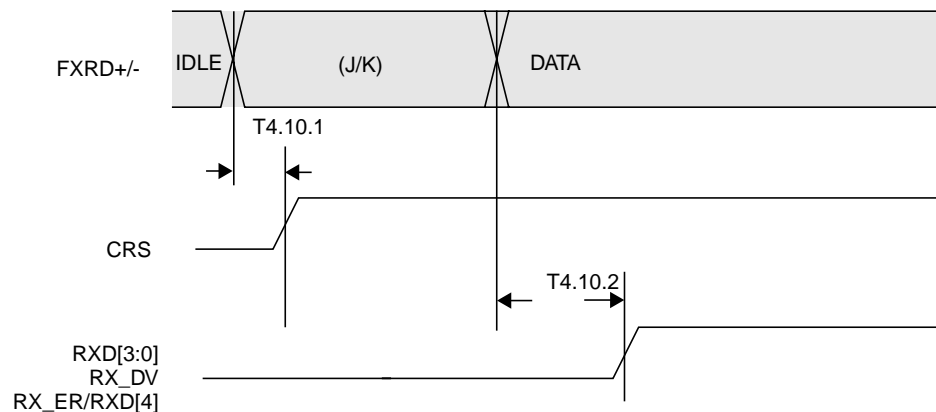 FXRD+/-
IDLE
(J/K)
DATA
T4.10.1
CRS
T4.10.2
RXD[3:0]
RX_DV
RX_ER/RXD[4]